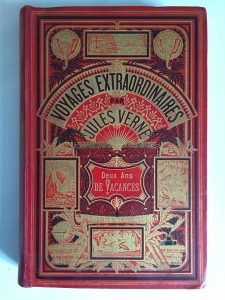 VOYAGES EXTRAORDINAIRES
PAR
JULES VERNE
DEUX ANS
DE VACANCES